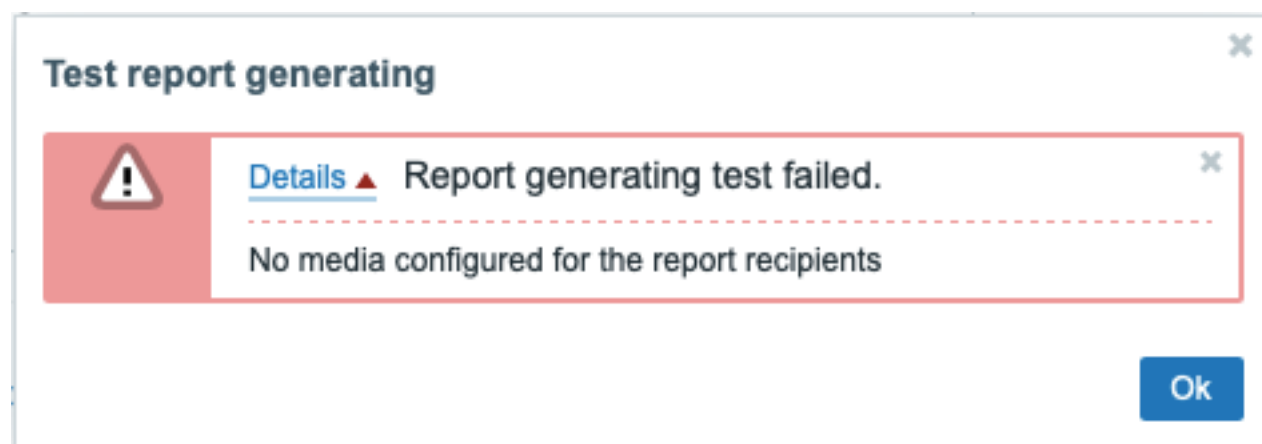 Test report generating
Details Report generating test failed.
No media configured for the report recipients
Ok